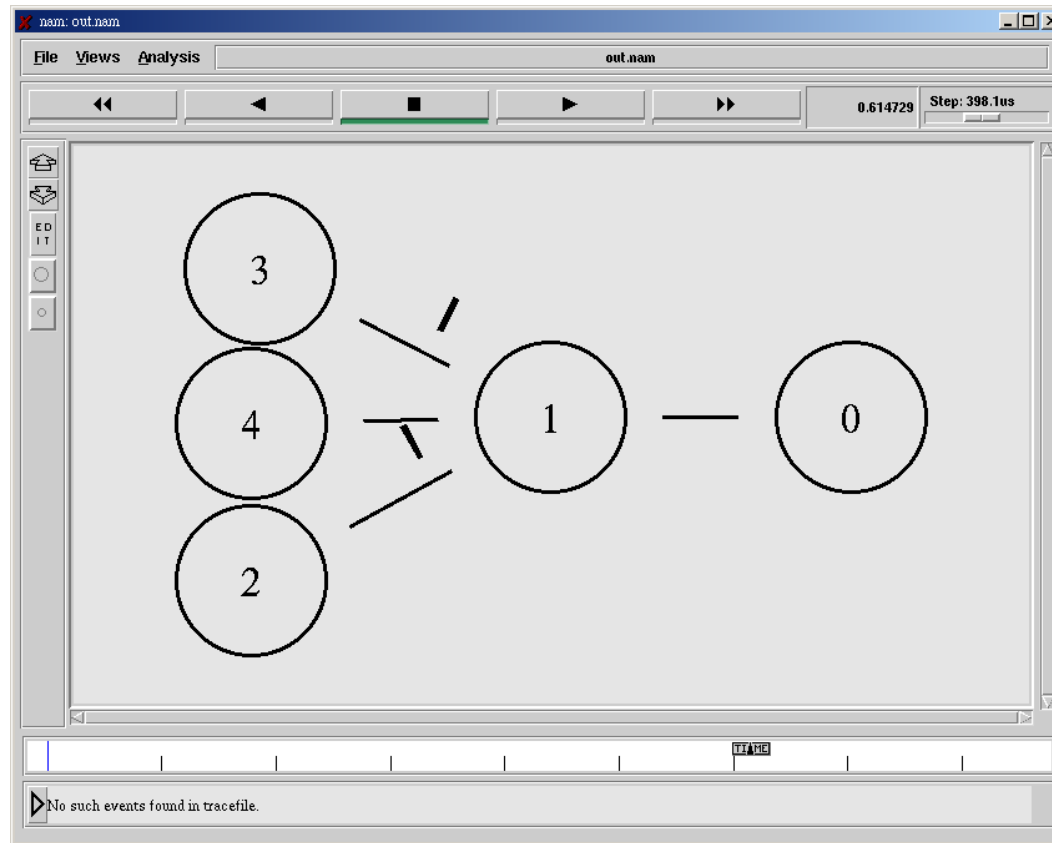 nam: out.nam
File Views Analysis out.nam
0.614729 Step: 398.1us
ED
IT
3
4
1
0
2
TIME
No such events found in tracefile.